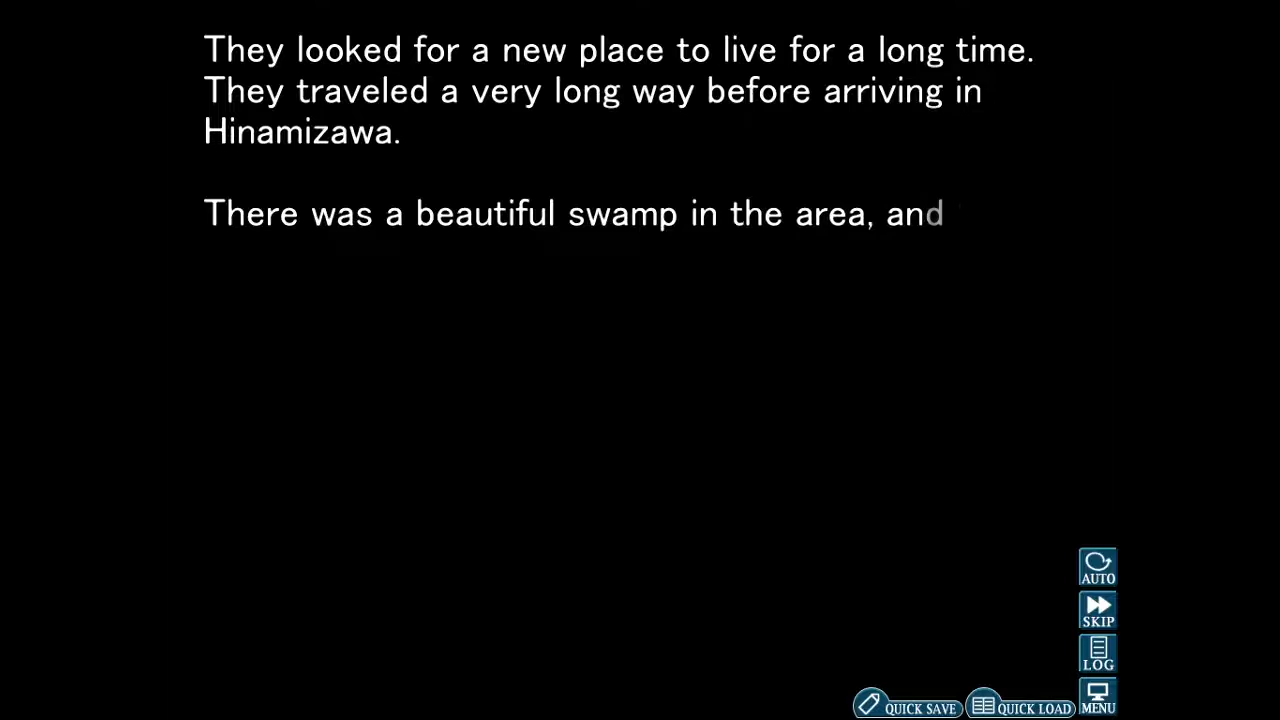 They looked for a new place to live for a long time.
They traveled a very long way before arriving in
Hinamizawa.
There was a beautiful swamp in the area, and
AUTO
SKIP
LOG
MENU
QUICK SAVE
QUICK LOAD